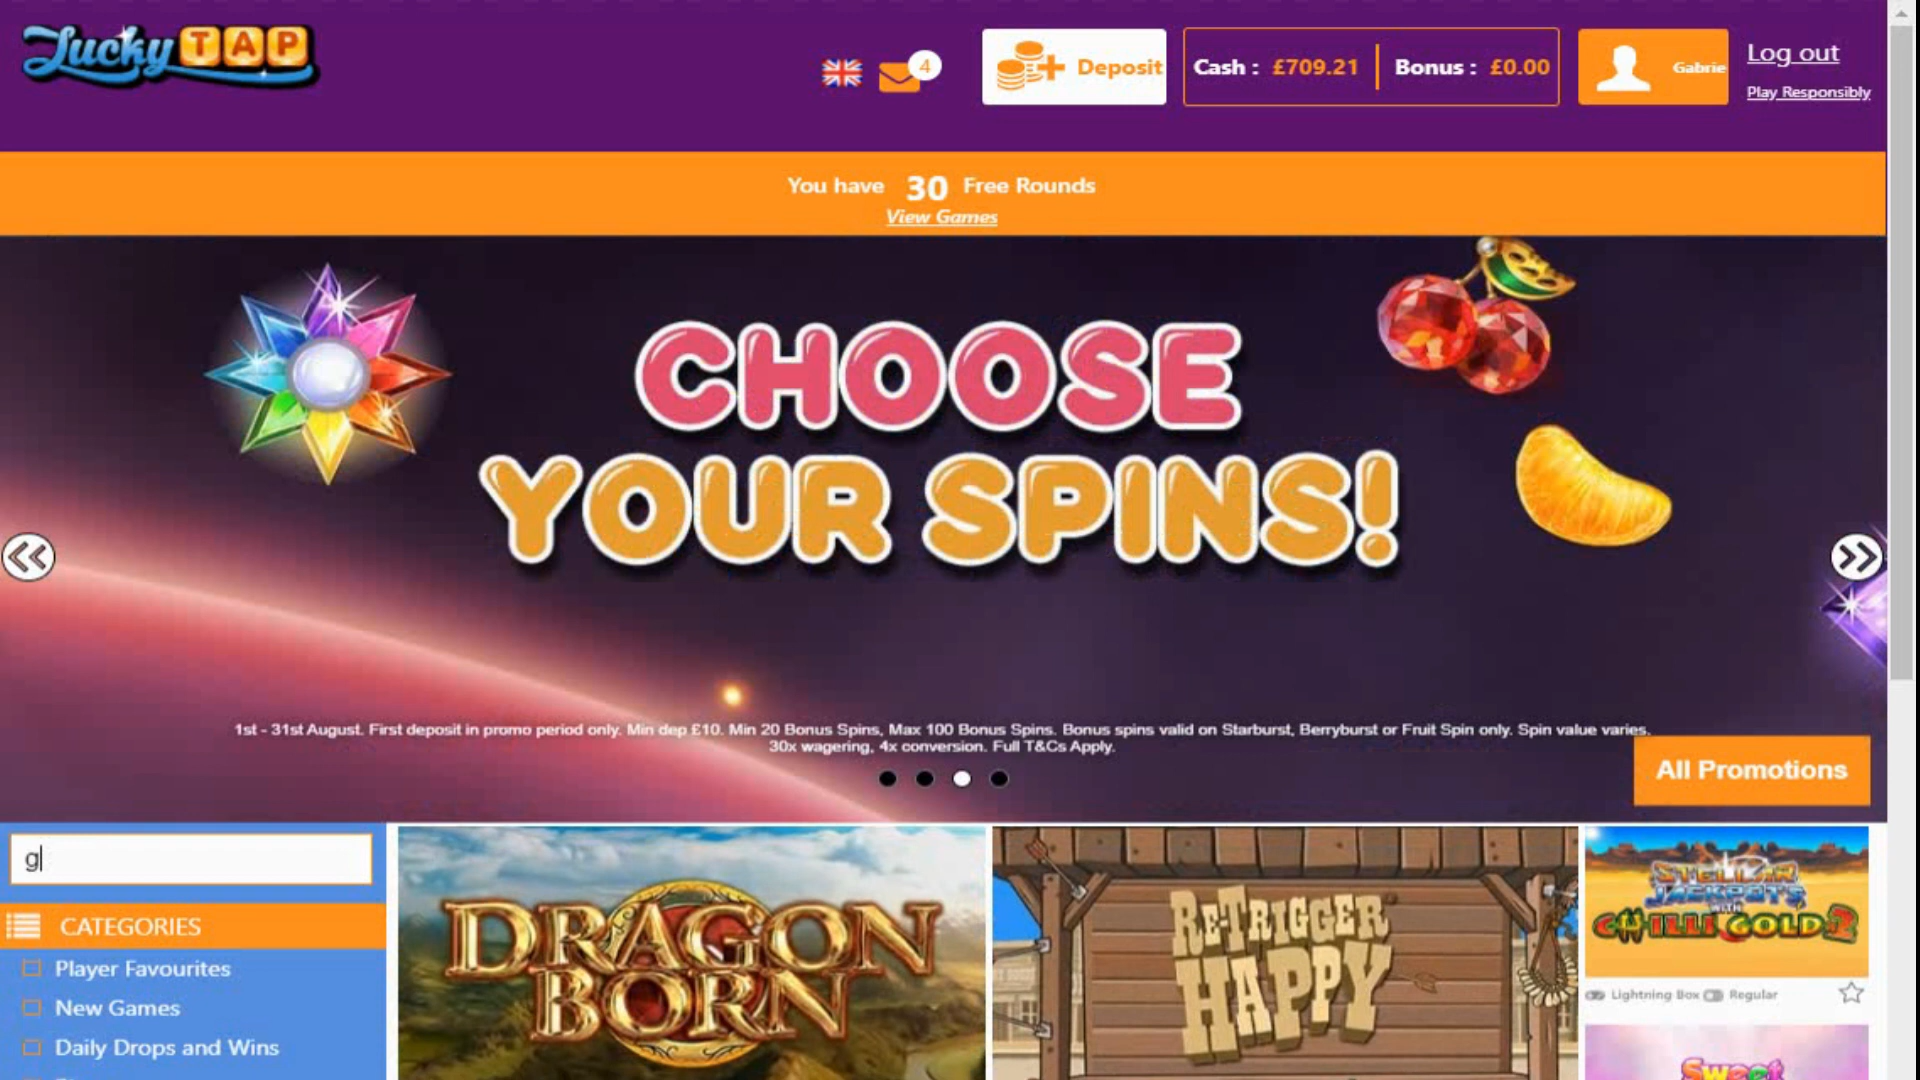 Lucky TAP
4
Deposit
Cash : £709.21
Bonus : £0.00
Gabrie
Log out
Play Responsibly
You have 30 Free Rounds
View Games
CHOOSE
YOUR SPINS!
1st - 31st August. First deposit in promo period only. Min dep £10. Min 20 Bonus Spins, Max 100 Bonus Spins. Bonus spins valid on Starburst, Berryburst or Fruit Spin only. Spin value varies.
30x wagering, 4x conversion. Full T&Cs Apply.
All Promotions
g
CATEGORIES
Player Favourites
New Games
Daily Drops and Wins
DRAGON
BORN
RE-TRIGGER
HAPPY
STELLAR
JACKPOTS
WITH
CHILLI GOLD 2
Lightning Box
Regular
Sweet